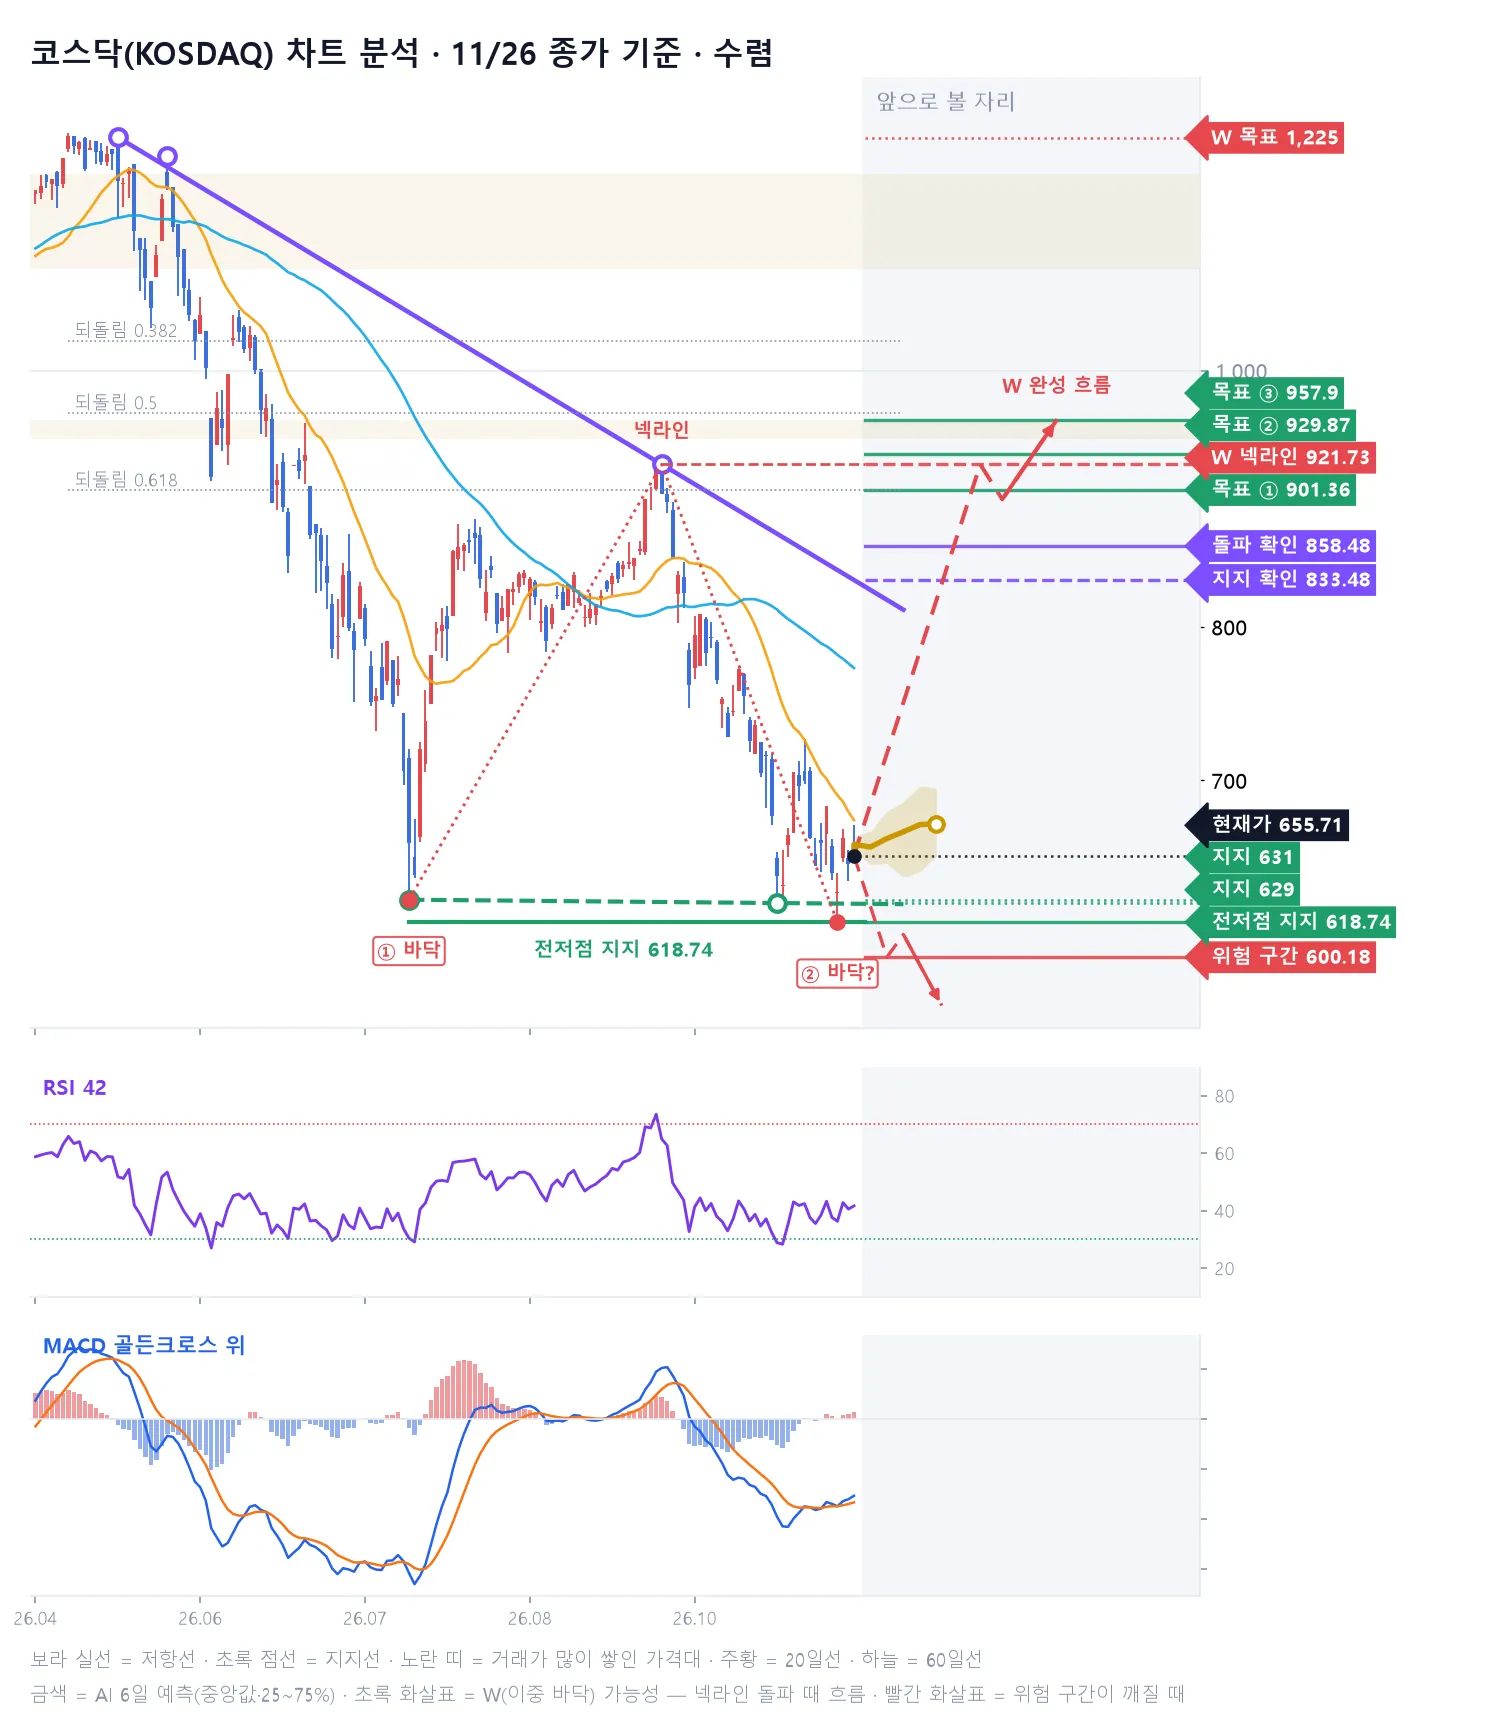 코스닥(KOSDAQ) 차트 분석 · 11/26 종가 기준 · 수렴
앞으로 볼 자리
W 목표 1,225
되돌림 0.382
1,000
W 완성 흐름
목표 ③ 957.9
되돌림 0.5
목표 ② 929.87
넥라인
W 넥라인 921.73
되돌림 0.618
목표 ① 901.36
돌파 확인 858.48
지지 확인 833.48
800
700
현재가 655.71
지지 631
지지 629
전저점 지지 618.74
① 바닥
전저점 지지 618.74
위험 구간 600.18
② 바닥?
RSI 42
80
60
40
20
MACD 골든크로스 위
26.04 26.06 26.07 26.08 26.10
보라 실선 = 저항선 · 초록 점선 = 지지선 · 노란 띠 = 거래가 많이 쌓인 가격대 · 주황 = 20일선 · 하늘 = 60일선
금색 = AI 6일 예측(중앙값·25~75%) · 초록 화살표 = W(이중 바닥) 가능성 — 넥라인 돌파 때 흐름 · 빨간 화살표 = 위험 구간이 깨질 때